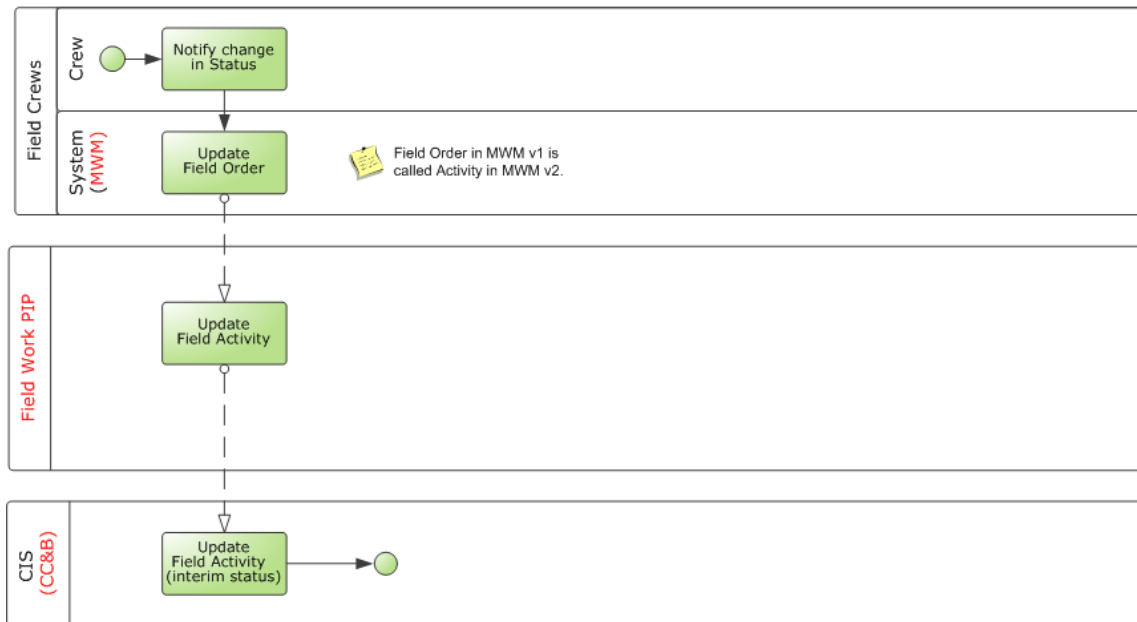 Field Crews
Crew
Notify change
in Status
System
(MWM)
Update
Field Order
Field Order in MWM v1 is
called Activity in MWM v2.
Field Work PIP
Update
Field Activity
CIS
(CC&B)
Update
Field Activity
(interim status)